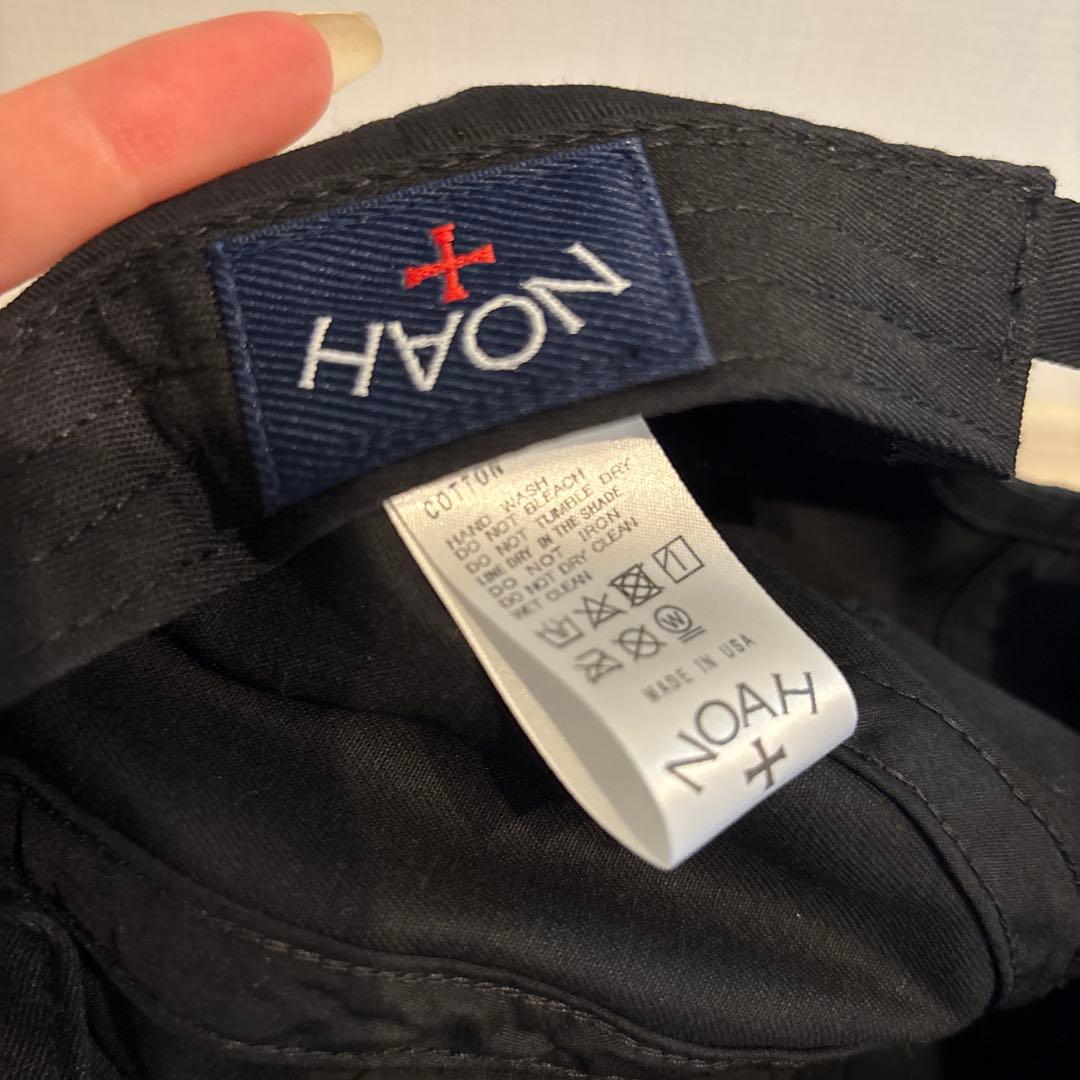 NOAH
COTTON
HAND WASH
DO NOT BLEACH
DO NOT TUMBLE DRY
LINE DRY IN THE SHADE
DO NOT IRON
DO NOT DRY CLEAN
WET CLEAN
W
MADE IN USA
NOAH